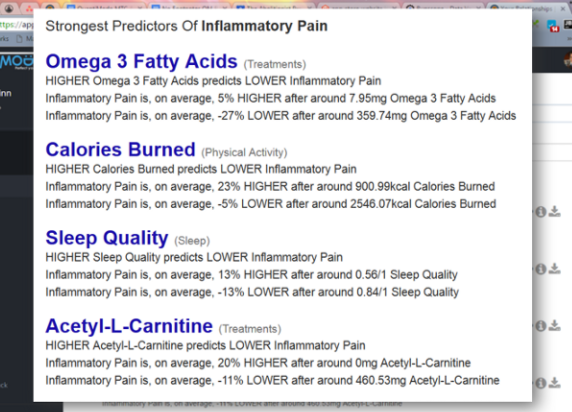 Strongest Predictors Of Inflammatory Pain
Omega 3 Fatty Acids (Treatments)
HIGHER Omega 3 Fatty Acids predicts LOWER Inflammatory Pain
Inflammatory Pain is, on average, 5% HIGHER after around 7.95mg Omega 3 Fatty Acids
Inflammatory Pain is, on average, -27% LOWER after around 359.74mg Omega 3 Fatty Acids
Calories Burned (Physical Activity)
HIGHER Calories Burned predicts LOWER Inflammatory Pain
Inflammatory Pain is, on average, 23% HIGHER after around 900.99kcal Calories Burned
Inflammatory Pain is, on average, -5% LOWER after around 2546.07kcal Calories Burned
Sleep Quality (Sleep)
HIGHER Sleep Quality predicts LOWER Inflammatory Pain
Inflammatory Pain is, on average, 13% HIGHER after around 0.56/1 Sleep Quality
Inflammatory Pain is, on average, -13% LOWER after around 0.84/1 Sleep Quality
Acetyl-L-Carnitine (Treatments)
HIGHER Acetyl-L-Carnitine predicts LOWER Inflammatory Pain
Inflammatory Pain is, on average, 20% HIGHER after around 0mg Acetyl-L-Carnitine
Inflammatory Pain is, on average, -11% LOWER after around 460.53mg Acetyl-L-Carnitine
Inflammatory Pain is, on average, -11% LOWER after around 460.53mg Acetyl-L-Carnitine